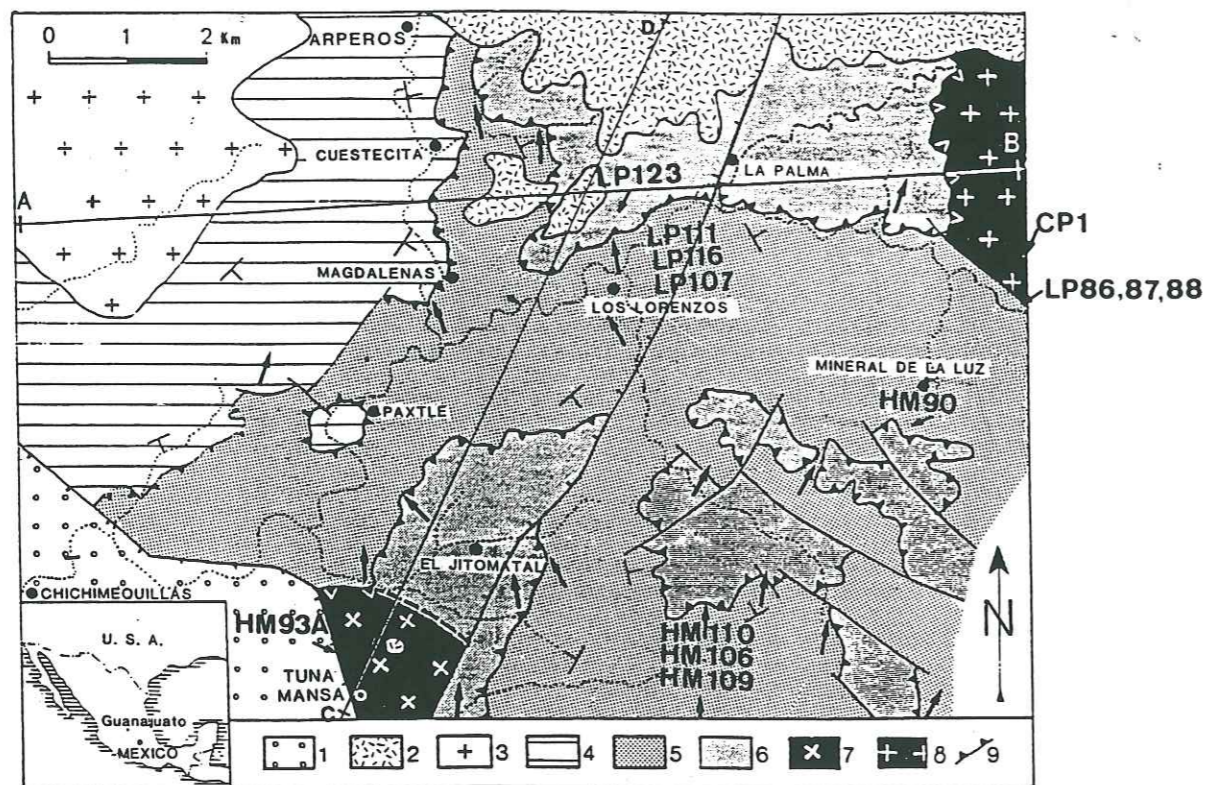 0 1 2 Km
ARPEROS
D
CUESTECITA
B
LA PALMA
LP123
A
CP1
LP111
LP116
LP107
MAGDALENAS
LP86,87,88
LOS LORENZOS
MINERAL DE LA LUZ
HM90
PAXTLE
EL JITOMATAL
CHICHIMEQUILLAS
N
HM93A
HM110
HM106
HM109
TUNA
MANSA
C
U. S. A.
Guanajuato
MEXICO
1 2 3 4 5 6 7 8 9